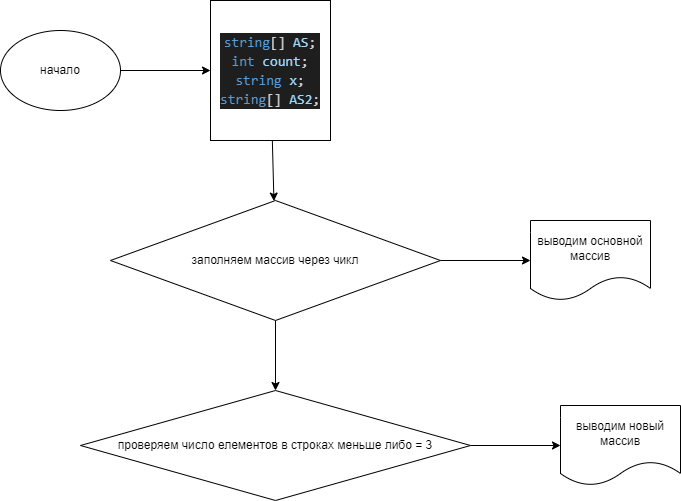 начало
string[] AS;
int count;
string x;
string[] AS2;
заполняем массив через чикл
выводим основной
массив
проверяем число елементов в строках меньше либо = 3
выводим новый
массив